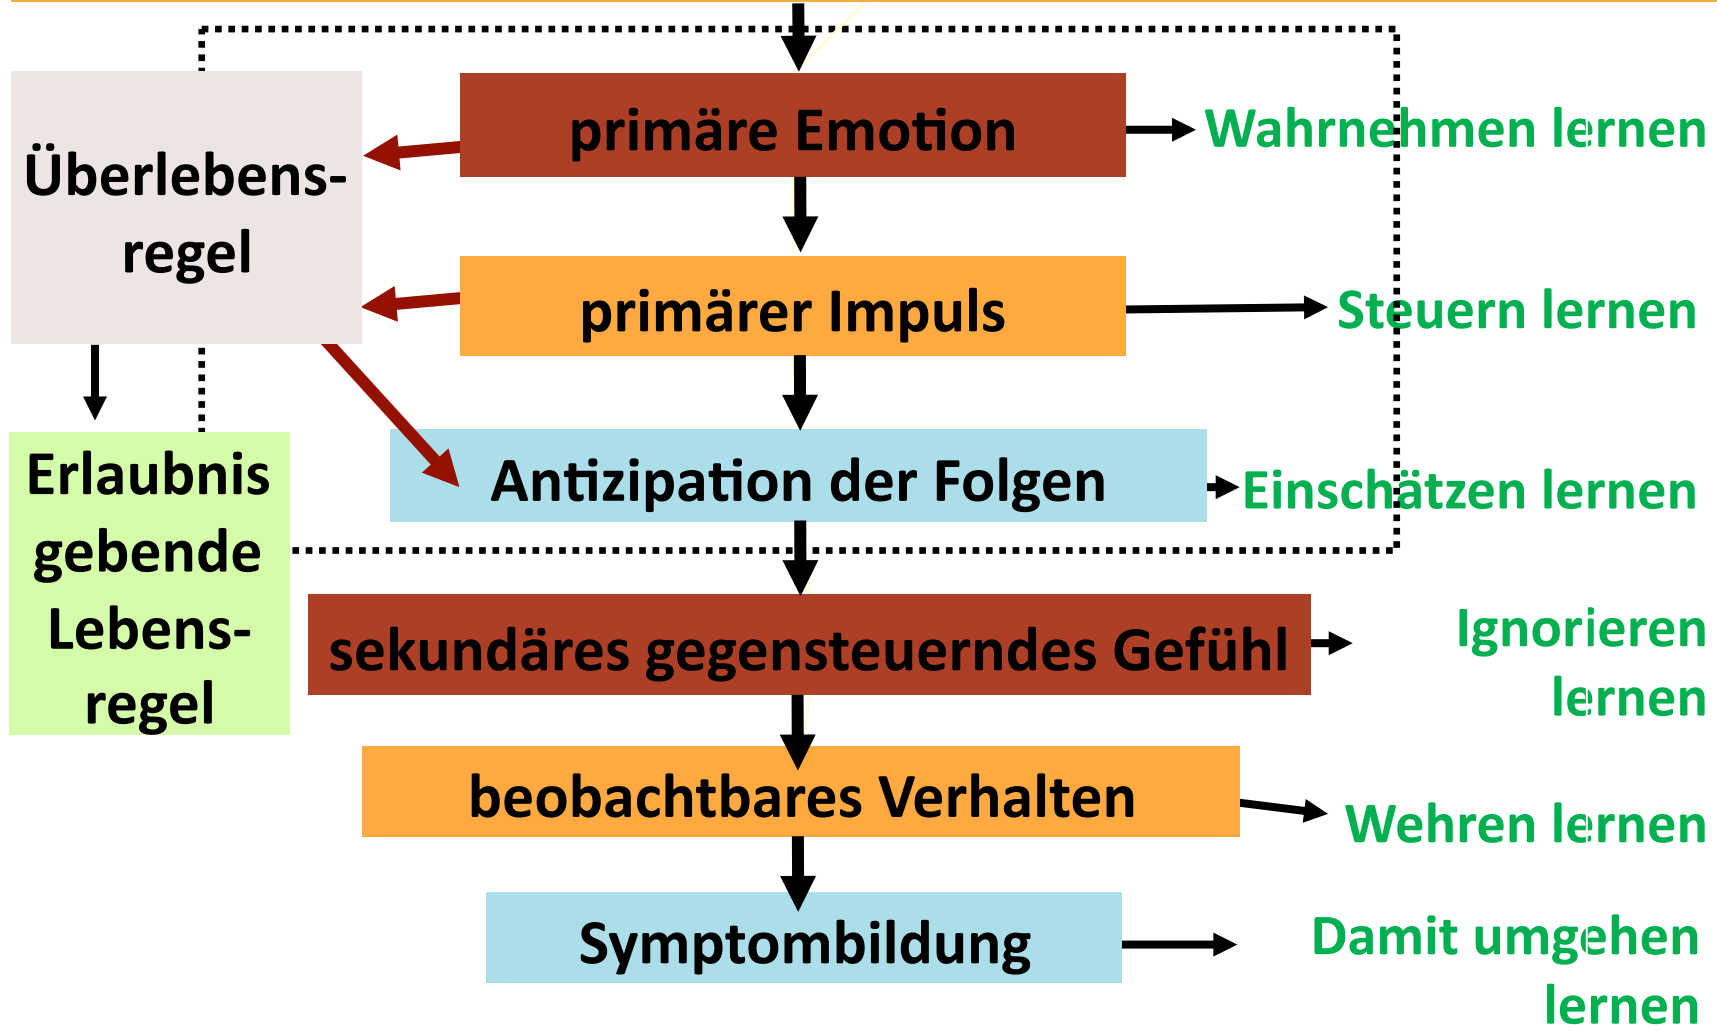 primäre Emotion
Wahrnehmen lernen
Überlebens-
regel
primärer Impuls
Steuern lernen
Antizipation der Folgen
Einschätzen lernen
Erlaubnis
gebende
Lebens-
regel
sekundäres gegensteuerndes Gefühl
Ignorieren
lernen
beobachtbares Verhalten
Wehren lernen
Symptombildung
Damit umgehen
lernen